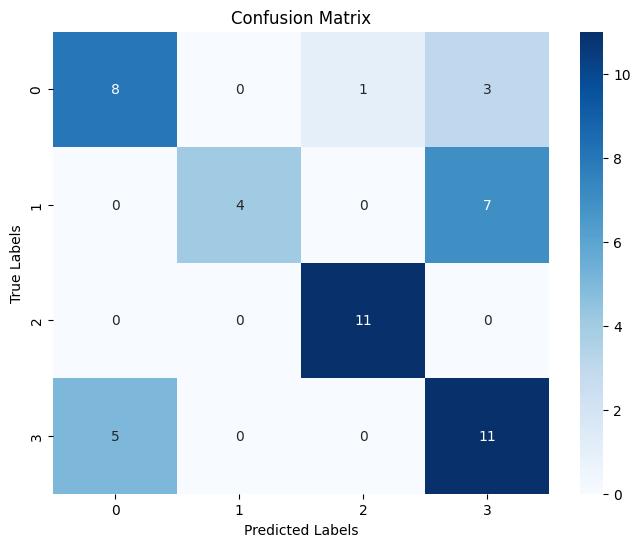 Confusion Matrix
True Labels
0 8 0 1 3
1 0 4 0 7
2 0 0 11 0
3 5 0 0 11
0 1 2 3
Predicted Labels
10
8
6
4
2
0